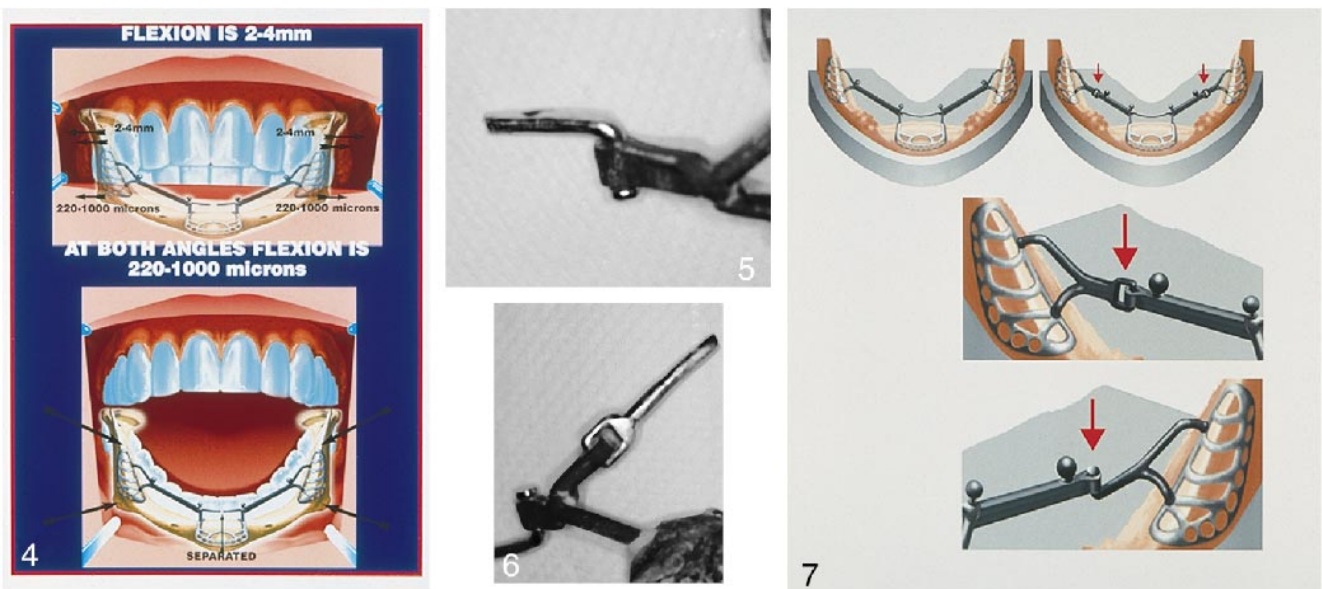 FLEXION IS 2-4mm
2-4mm
2-4mm
220-1000 microns
220-1000 microns
AT BOTH ANGLES FLEXION IS
220-1000 microns
SEPARATED
4
5
6
7